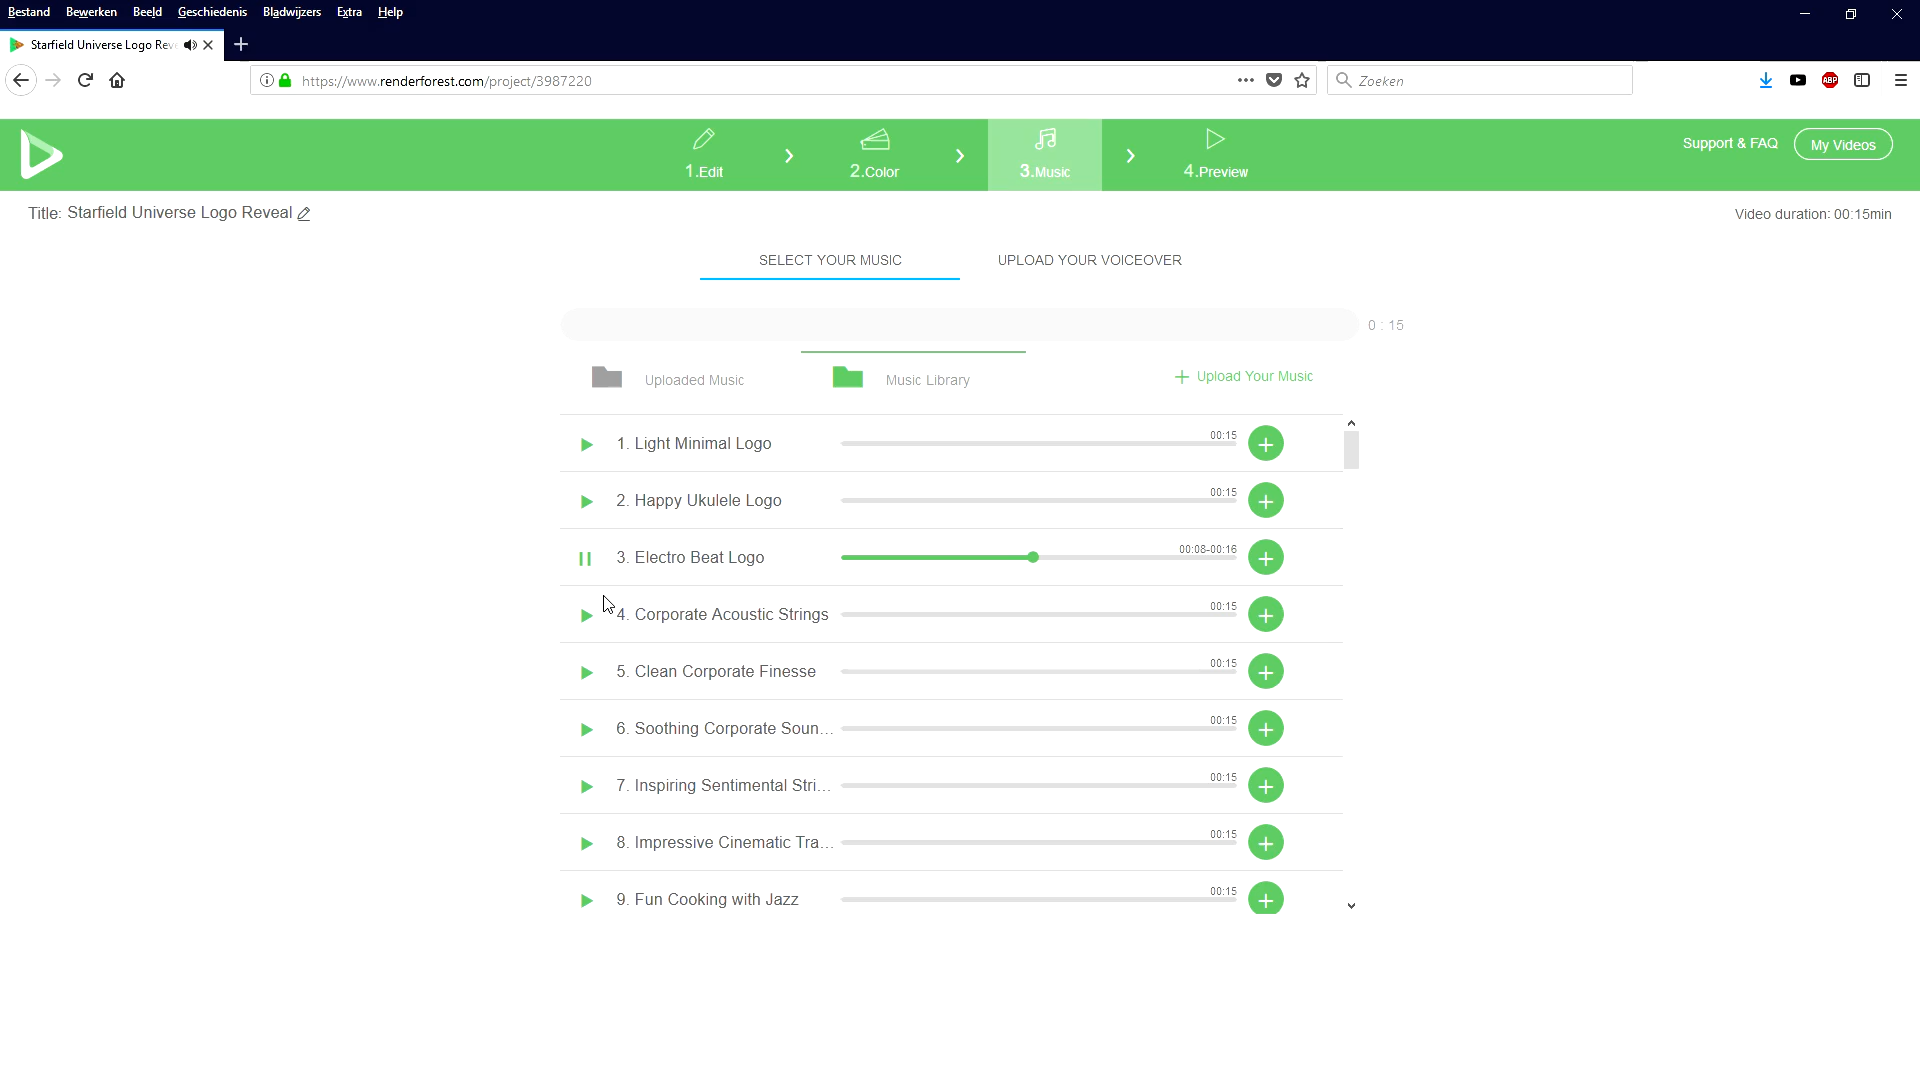 Bestand Bewerken Beeld Geschiedenis Bladwijzers Extra Help
Starfield Universe Logo Rev
https://www.renderforest.com/project/3987220
Zoeken
ABP
1.Edit
2.Color
3.Music
4.Preview
Support & FAQ
My Videos
Title: Starfield Universe Logo Reveal
Video duration: 00:15min
SELECT YOUR MUSIC
UPLOAD YOUR VOICEOVER
0 : 15
Uploaded Music
Music Library
+ Upload Your Music
1. Light Minimal Logo 00:15
2. Happy Ukulele Logo 00:15
3. Electro Beat Logo 00:08-00:16
4. Corporate Acoustic Strings 00:15
5. Clean Corporate Finesse 00:15
6. Soothing Corporate Soun... 00:15
7. Inspiring Sentimental Stri... 00:15
8. Impressive Cinematic Tra... 00:15
9. Fun Cooking with Jazz 00:15